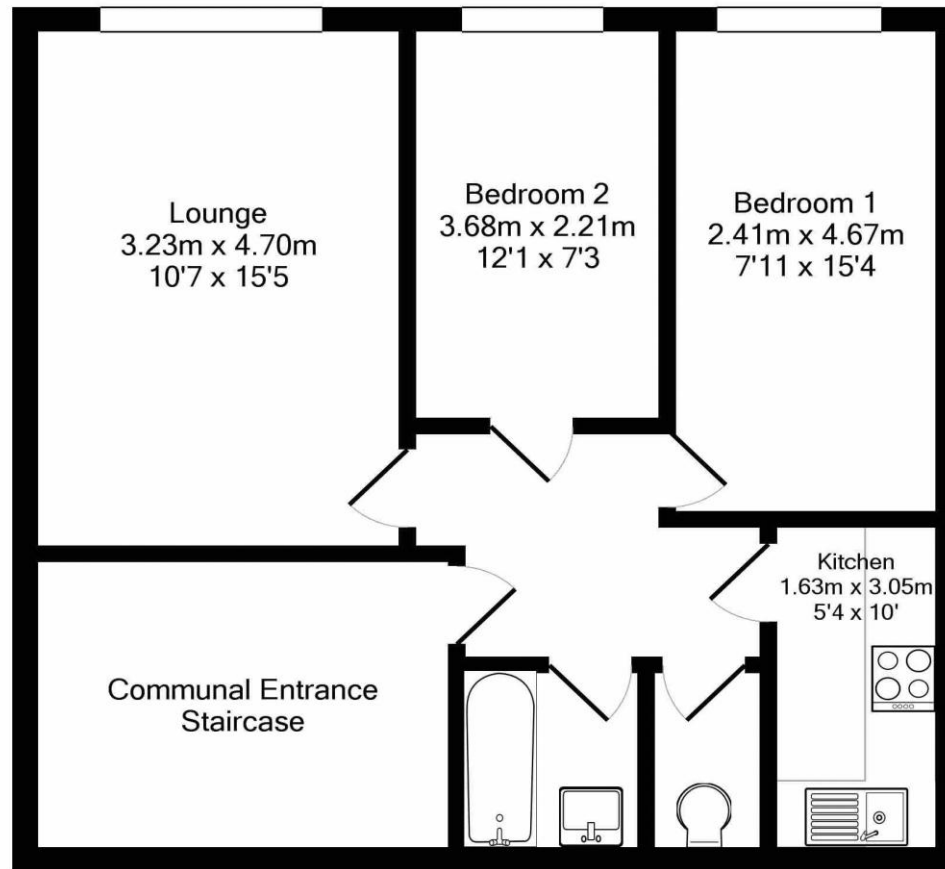 Lounge
3.23m x 4.70m
10'7 x 15'5
Bedroom 2
3.68m x 2.21m
12'1 x 7'3
Bedroom 1
2.41m x 4.67m
7'11 x 15'4
Kitchen
1.63m x 3.05m
5'4 x 10'
Communal Entrance
Staircase